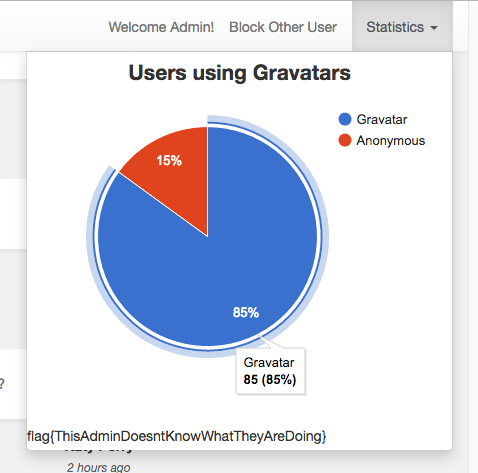 Welcome Admin! Block Other User Statistics
Users using Gravatars
Gravatar
Anonymous
15%
85%
Gravatar
85 (85%)
?
flag{ThisAdminDoesntKnowWhatTheyAreDoing}
2 hours ago